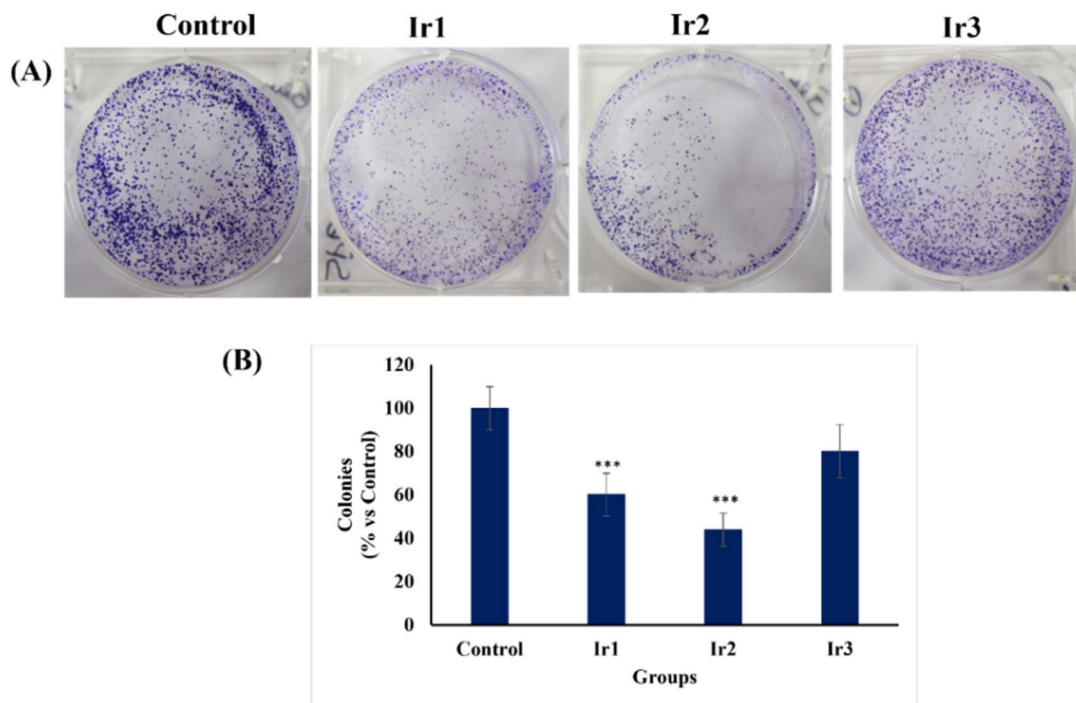 Control Ir1 Ir2 Ir3
(A)
(B)
120
100
80
60
40
20
0
Colonies
(% vs Control)
***
***
Control Ir1 Ir2 Ir3
Groups